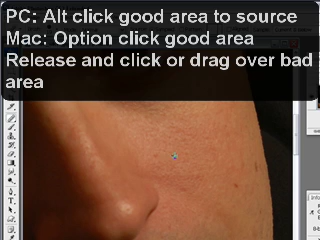 PC: Alt click good area to source
Mac: Option click good area
Release and click or drag over bad
area